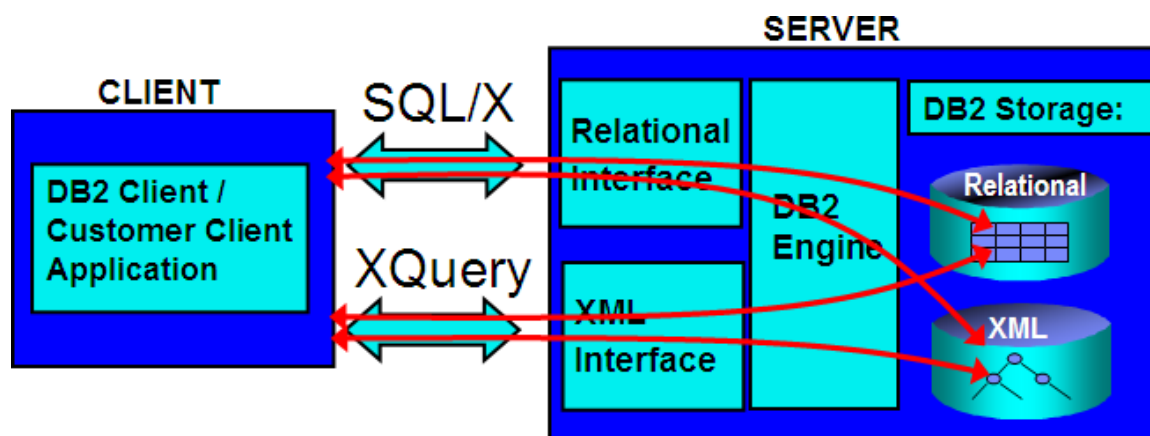 SERVER
CLIENT
SQL/X
DB2 Storage:
Relational
Interface
DB2 Client /
Customer Client
Application
Relational
DB2
Engine
XQuery
XML
Interface
XML